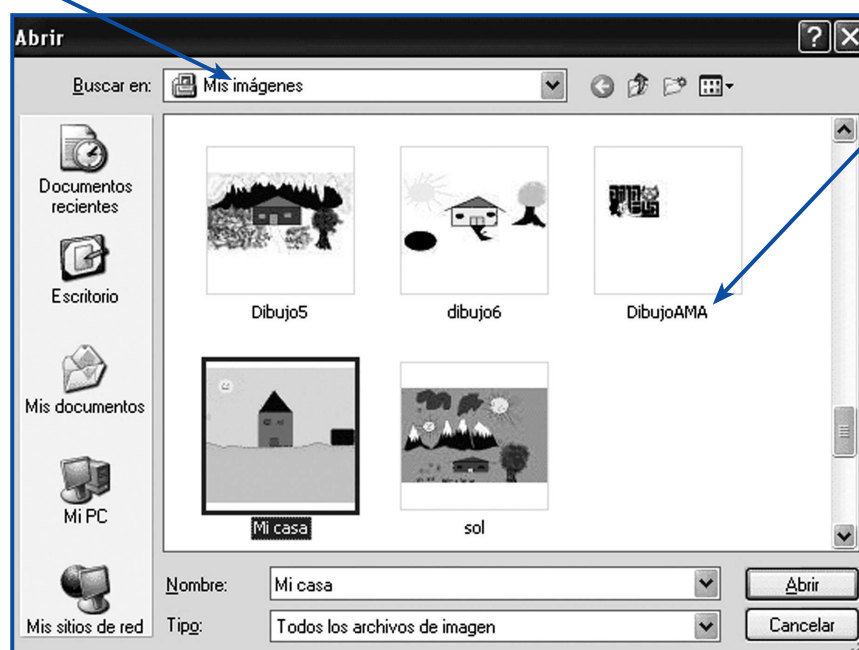 Abrir
Buscar en: Mis imágenes
Documentos
recientes
Escritorio
Mis documentos
Mi PC
Mis sitios de red
Dibujo5 dibujo6 DibujoAMA
Mi casa sol
Nombre: Mi casa Abrir
Tipo: Todos los archivos de imagen Cancelar